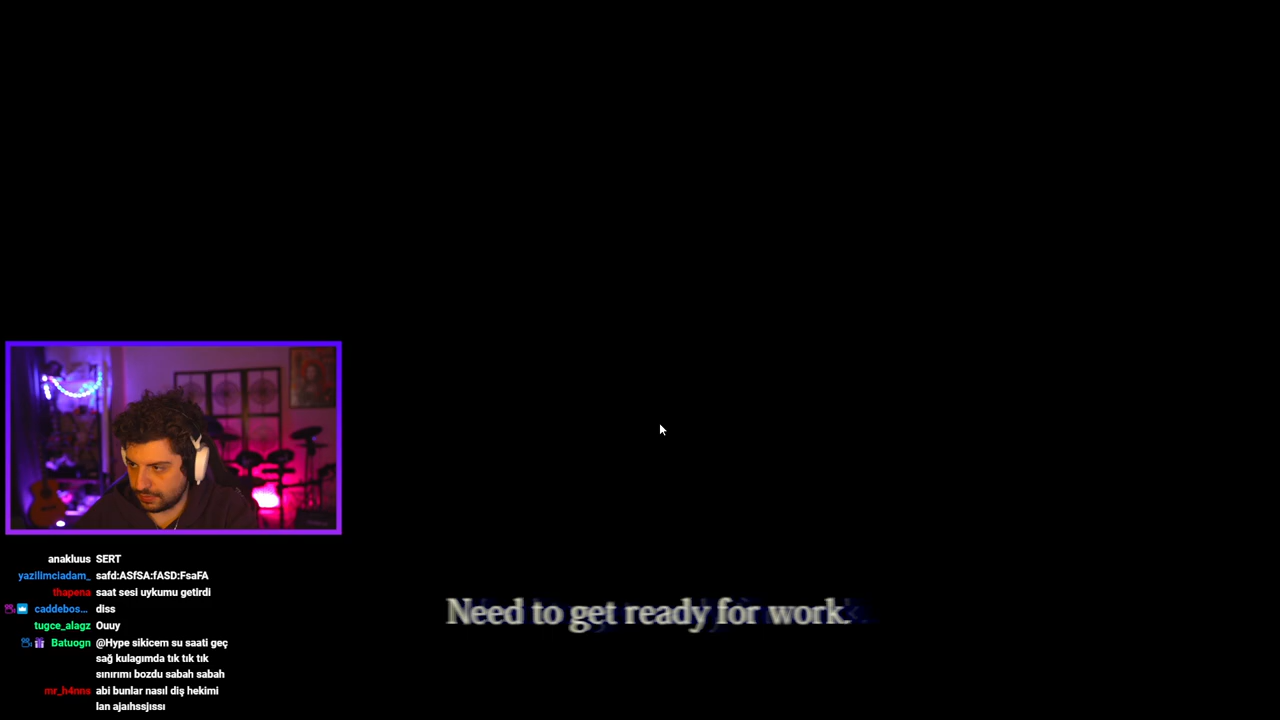 anakluus SERT
yazilimciadam_ safd:ASfSA:fASD:FsaFA
thapena saat sesi uykumu getirdi
caddebos... diss
tugce_alagz Ouuy
Batuogn @Hype sikicem su saati geç
sağ kulagımda tık tık tık
sınırımı bozdu sabah sabah
mr_h4nns abi bunlar nasıl diş hekimi
lan ajaıhssjıssı
Need to get ready for work.